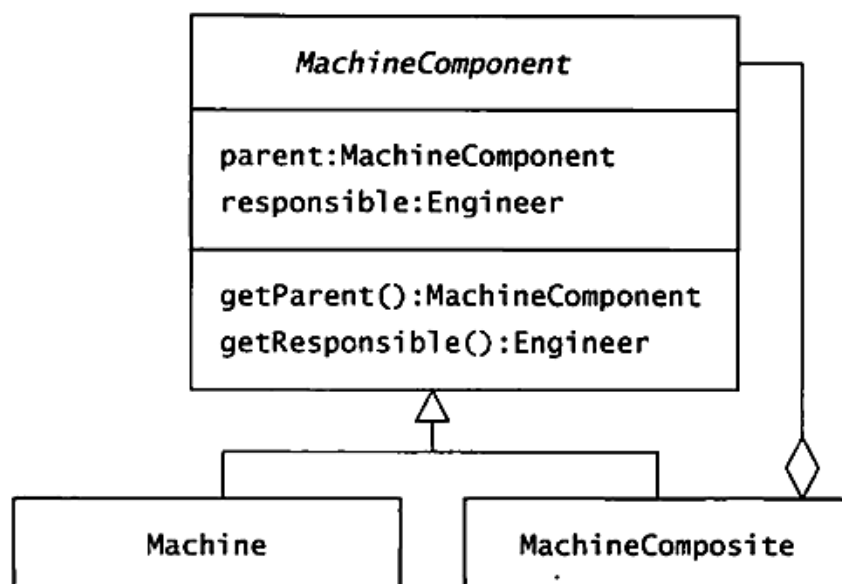 MachineComponent
parent:MachineComponent
responsible:Engineer
getParent():MachineComponent
getResponsible():Engineer
Machine
MachineComposite